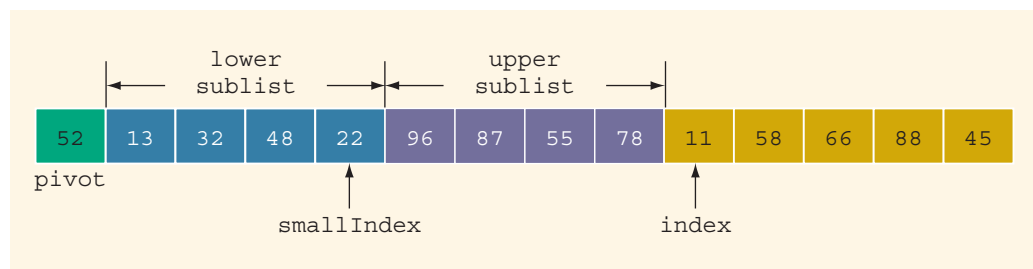 lower
sublist
upper
sublist
52 13 32 48 22 96 87 55 78 11 58 66 88 45
pivot
smallIndex
index